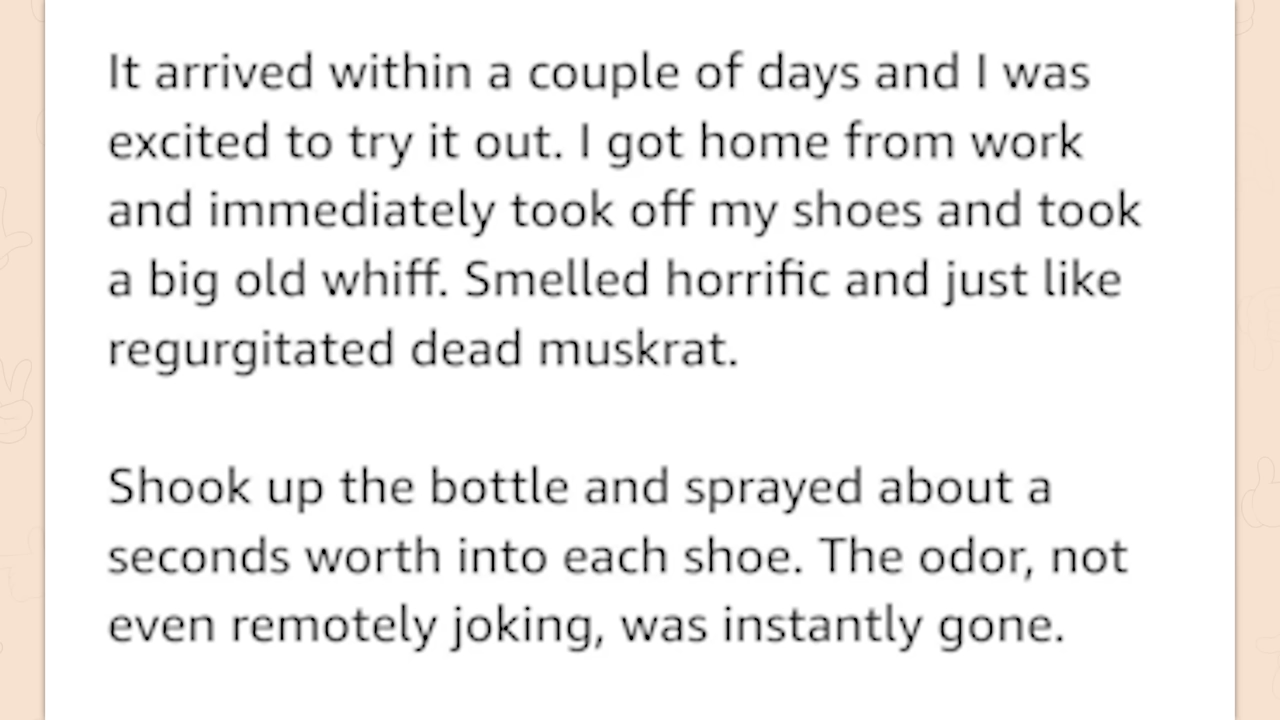 It arrived within a couple of days and I was
excited to try it out. I got home from work
and immediately took off my shoes and took
a big old whiff. Smelled horrific and just like
regurgitated dead muskrat.
Shook up the bottle and sprayed about a
seconds worth into each shoe. The odor, not
even remotely joking, was instantly gone.